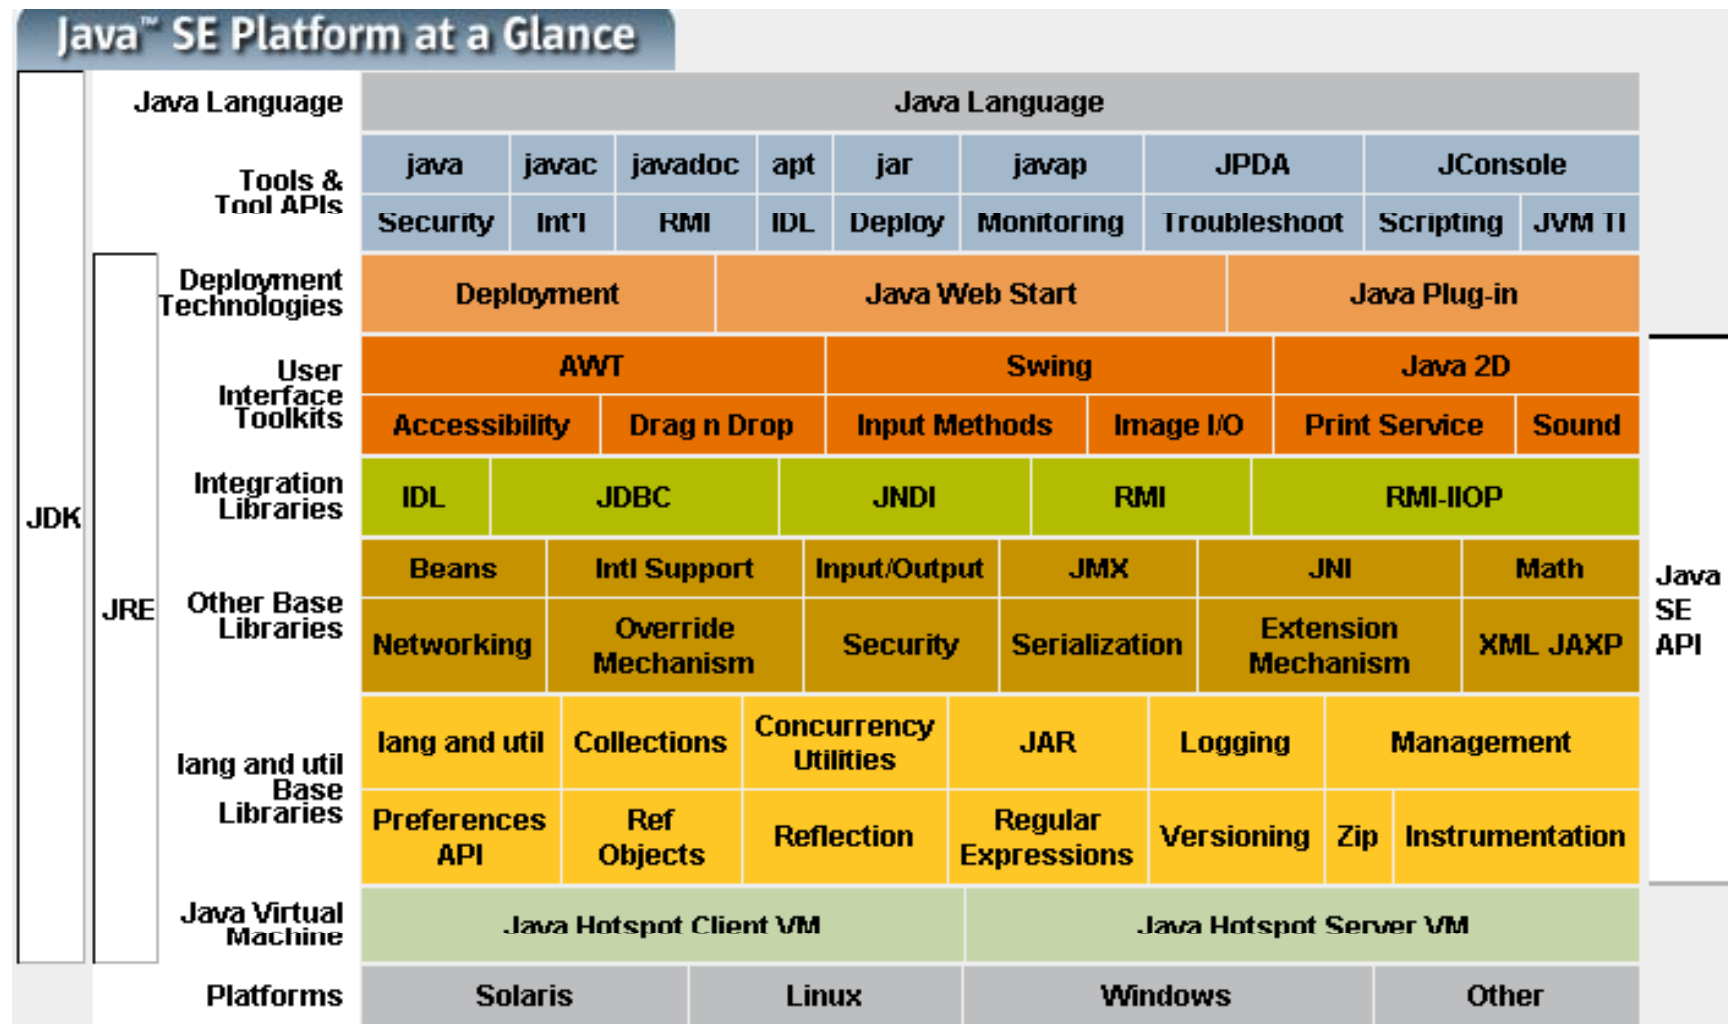 Java™ SE Platform at a Glance
Java Language
Java Language
Tools &
Tool APIs
java javac javadoc apt jar javap JPDA JConsole
Security Int'l RMI IDL Deploy Monitoring Troubleshoot Scripting JVM TI
Deployment
Technologies
Deployment Java Web Start Java Plug-in
User
Interface
Toolkits
AWT Swing Java 2D
Accessibility Drag n Drop Input Methods Image I/O Print Service Sound
Integration
Libraries
IDL JDBC JNDI RMI RMI-IIOP
JDK
JRE
Other Base
Libraries
Beans Intl Support Input/Output JMX JNI Math
Networking
Override
Mechanism
Security
Serialization
Extension
Mechanism
XML JAXP
Java
SE
API
lang and util
Base
Libraries
lang and util
Collections
Concurrency
Utilities
JAR
Logging
Management
Preferences
API
Ref
Objects
Reflection
Regular
Expressions
Versioning
Zip
Instrumentation
Java Virtual
Machine
Java Hotspot Client VM Java Hotspot Server VM
Platforms
Solaris Linux Windows Other